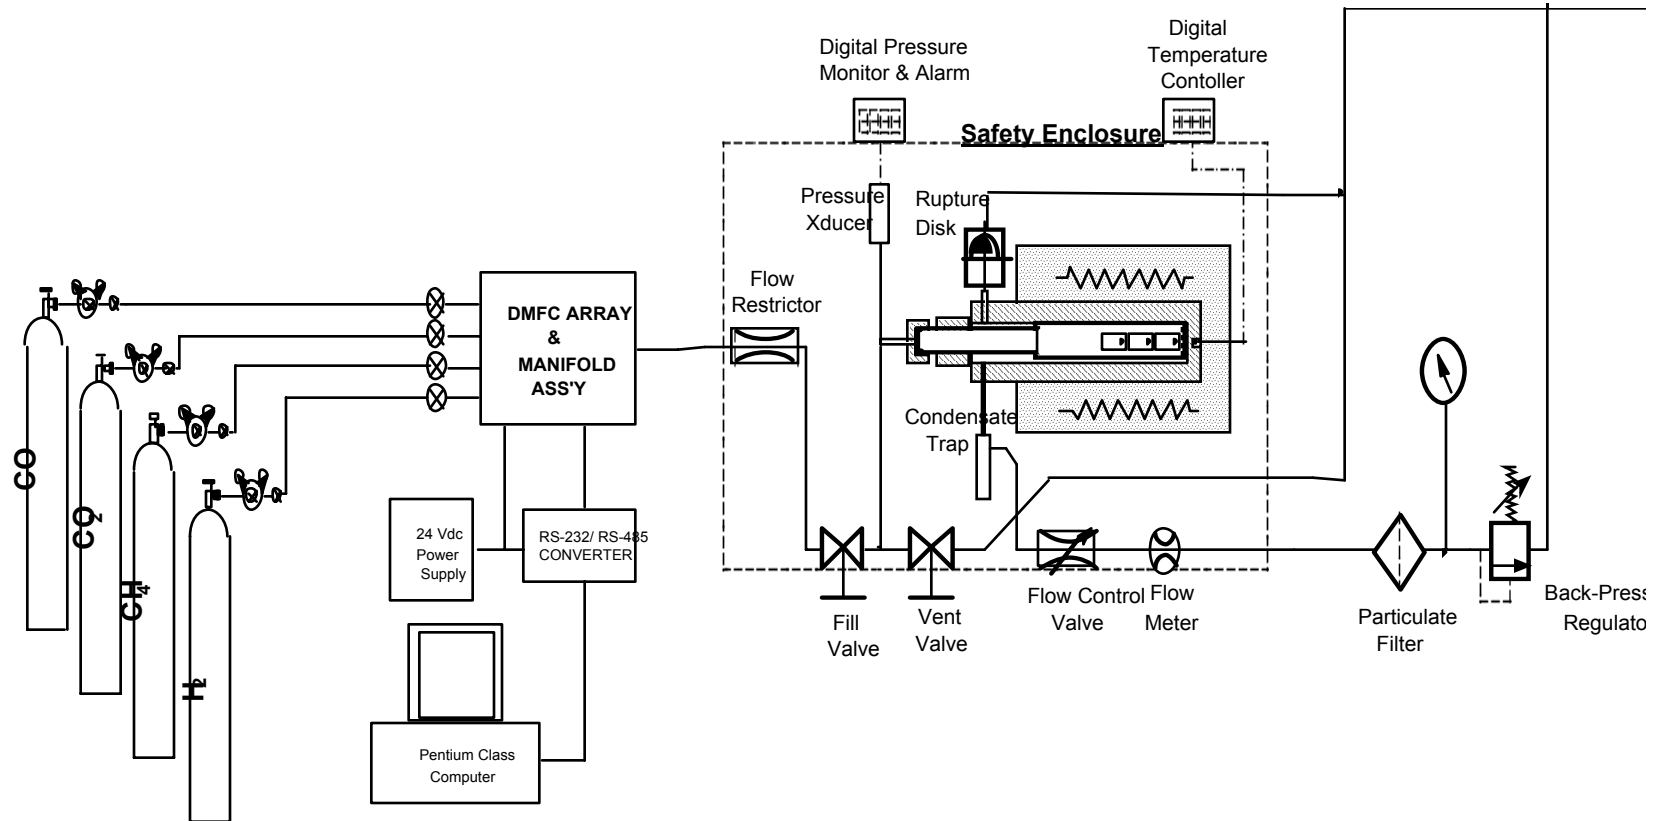 Digital Pressure
Monitor & Alarm
Digital
Temperature
Contoller
Safety Enclosure
Pressure
Xducer
Rupture
Disk
Flow
Restrictor
DMFC ARRAY
&
MANIFOLD
ASS'Y
Condensate
Trap
CO
CO2
CH4
H2
24 Vdc
Power
Supply
RS-232/ RS-485
CONVERTER
Pentium Class
Computer
Fill
Valve
Vent
Valve
Flow Control
Valve
Flow
Meter
Particulate
Filter
Back-Press
Regulato